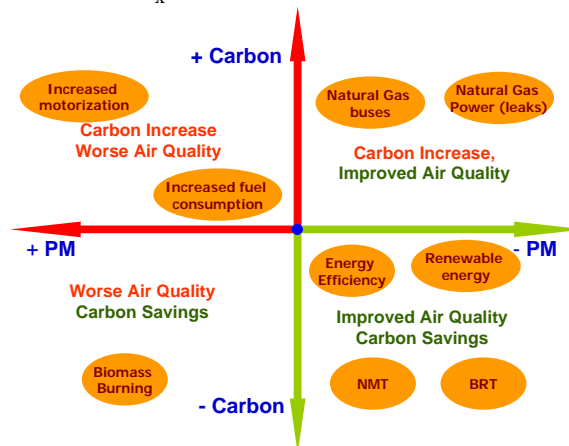 x
+ Carbon
Increased
motorization
Natural Gas
buses
Natural Gas
Power (leaks)
Carbon Increase
Worse Air Quality
Carbon Increase,
Improved Air Quality
Increased fuel
consumption
+ PM
- PM
Energy
Efficiency
Renewable
energy
Worse Air Quality
Carbon Savings
Improved Air Quality
Carbon Savings
Biomass
Burning
NMT
BRT
- Carbon